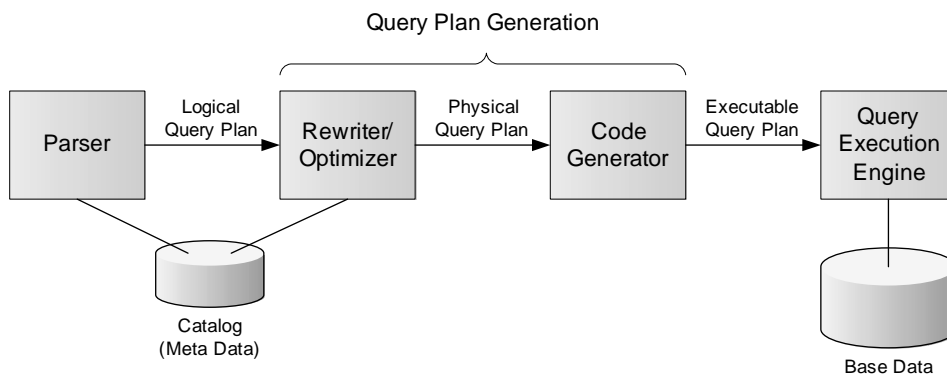 Query Plan Generation
Parser
Logical
Query Plan
Rewriter/
Optimizer
Physical
Query Plan
Code
Generator
Executable
Query Plan
Query
Execution
Engine
Catalog
(Meta Data)
Base Data